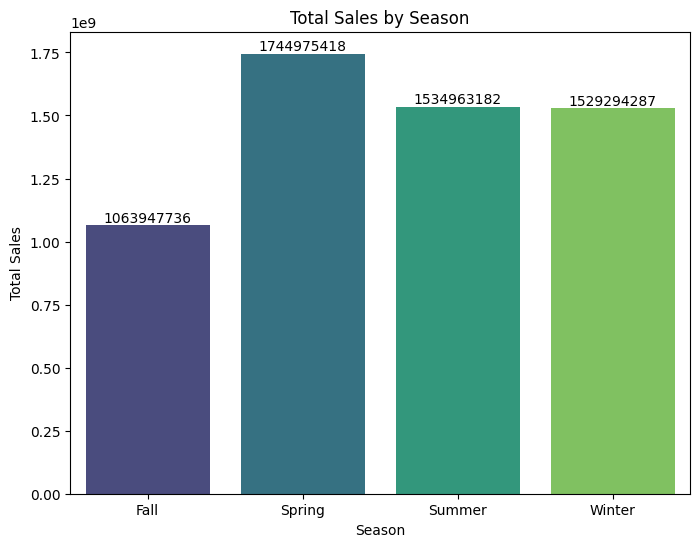 Total Sales by Season
1e9
1.75
1.50
1.25
1.00
0.75
0.50
0.25
0.00
Total Sales
1063947736
1744975418
1534963182
1529294287
Fall
Spring
Summer
Winter
Season